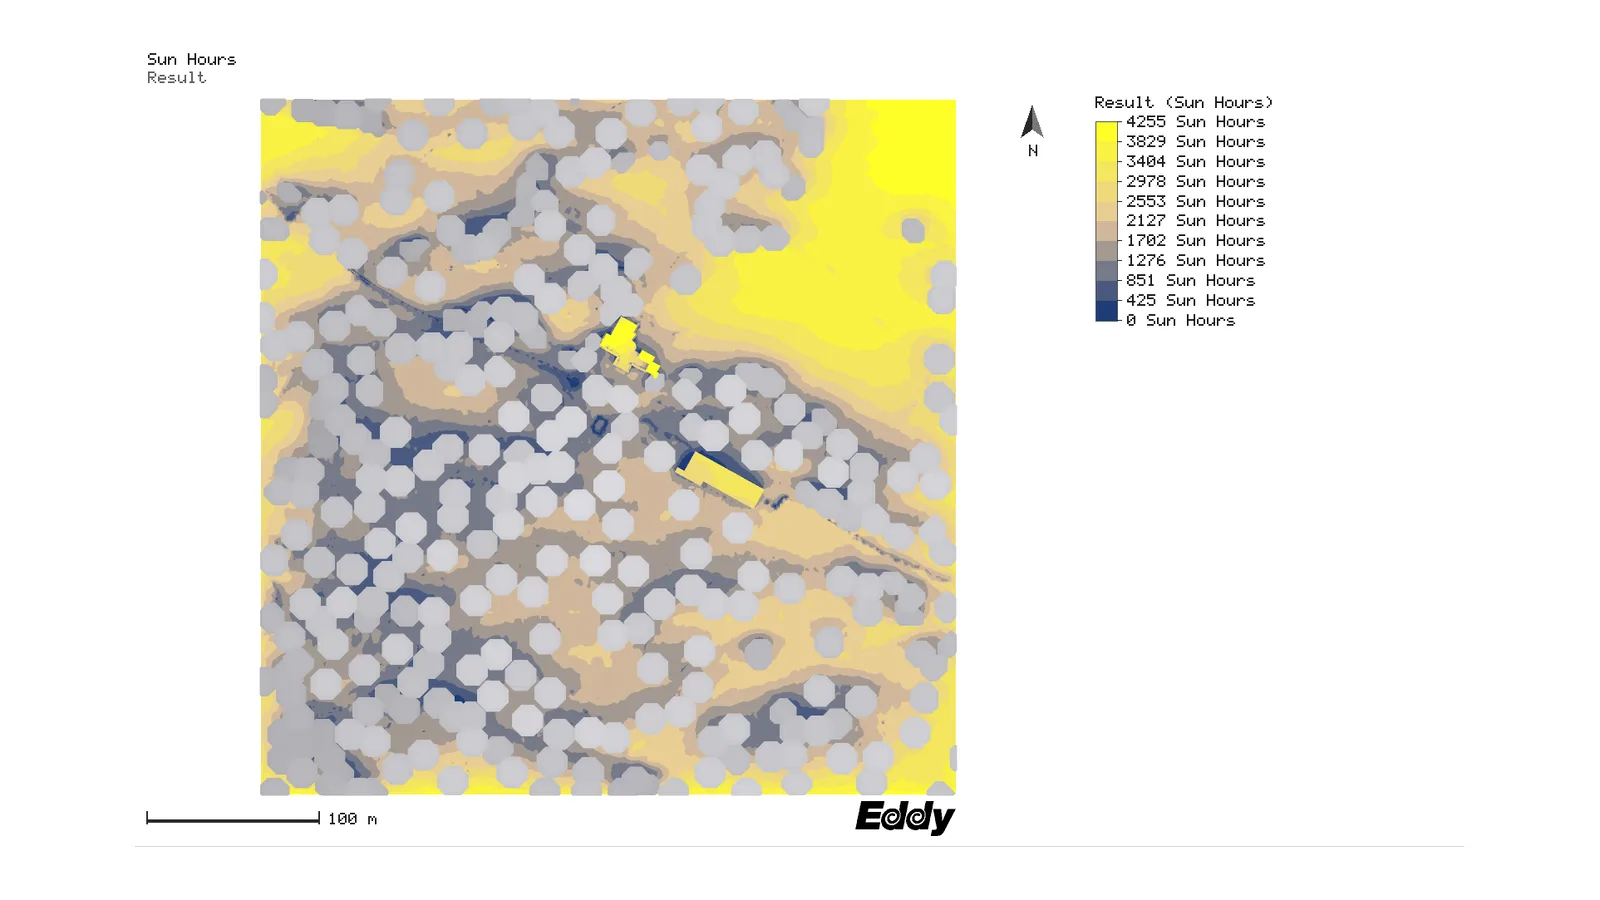 Sun Hours
Result
N
Result (Sun Hours)
4255 Sun Hours
3829 Sun Hours
3404 Sun Hours
2978 Sun Hours
2553 Sun Hours
2127 Sun Hours
1702 Sun Hours
1276 Sun Hours
851 Sun Hours
425 Sun Hours
0 Sun Hours
100 m
Eddy